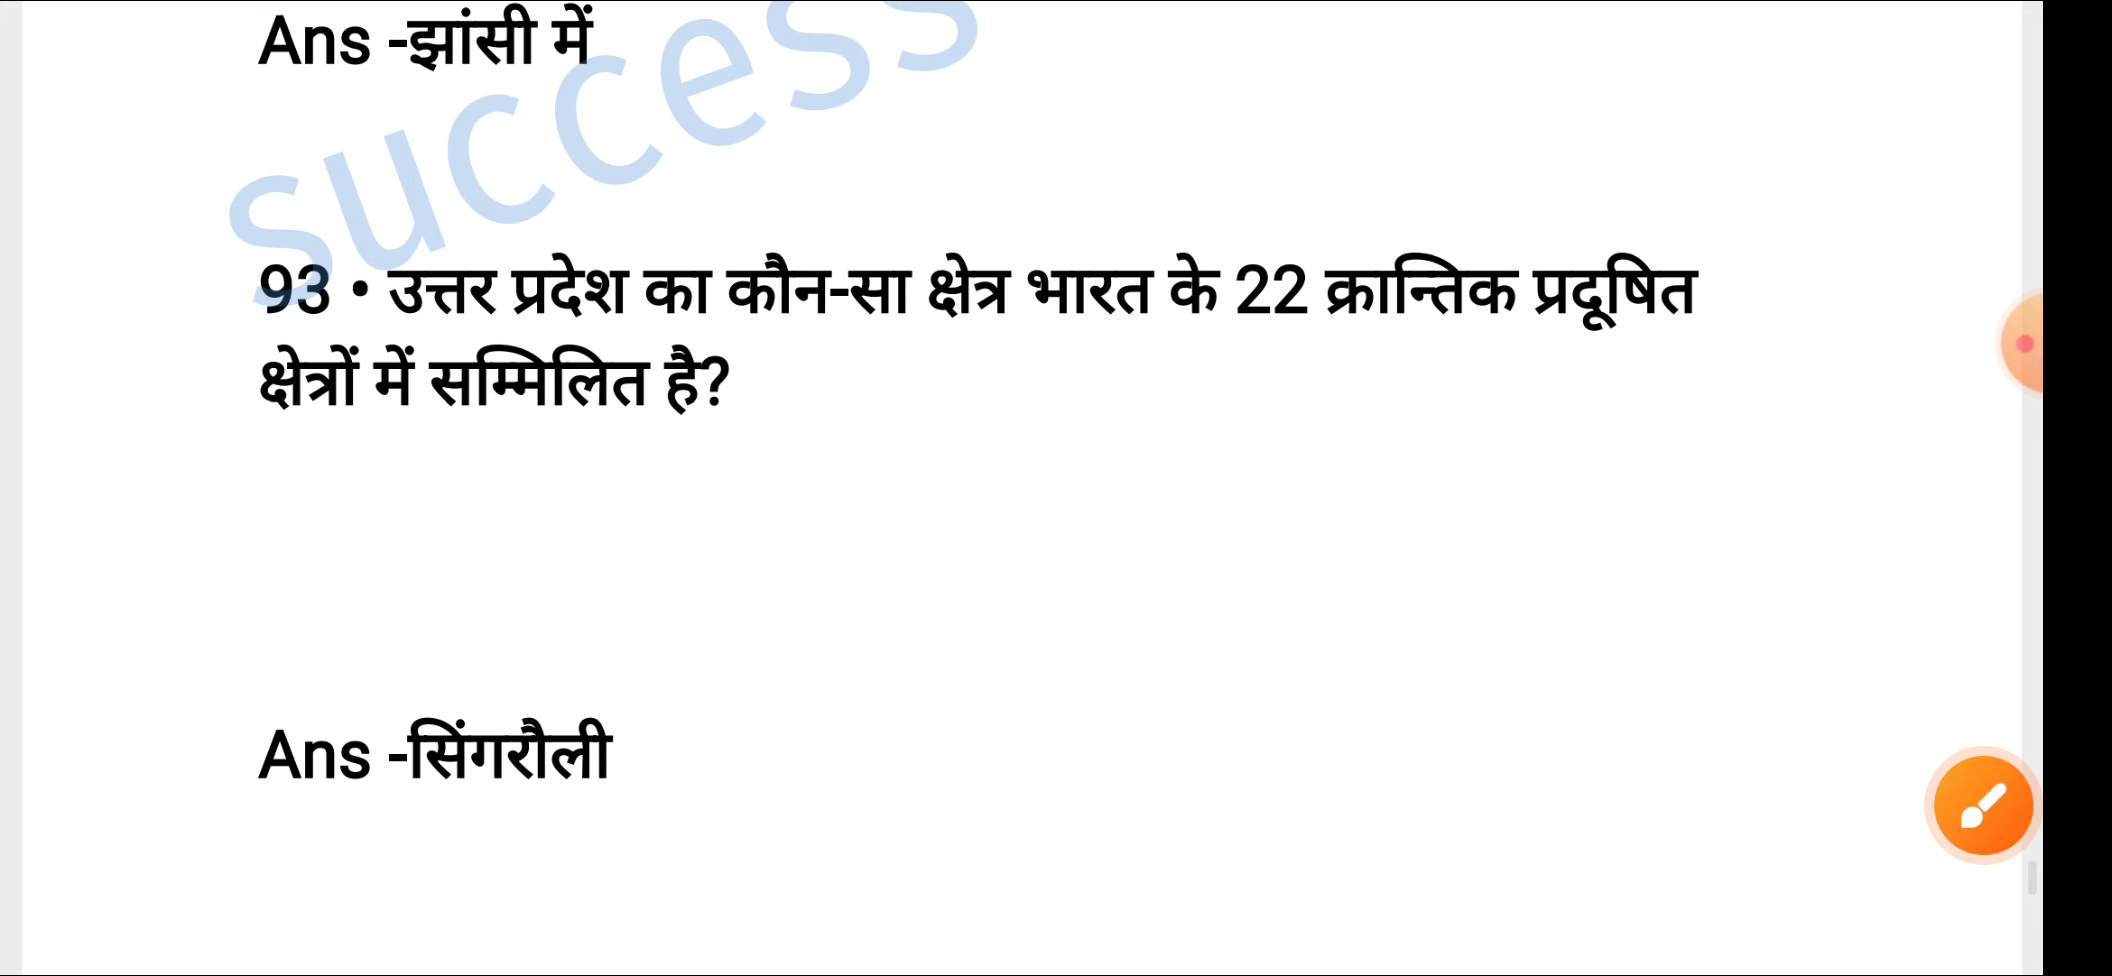 Ans -झांसी में
success
93 • उत्तर प्रदेश का कौन-सा क्षेत्र भारत के 22 क्रान्तिक प्रदूषित
क्षेत्रों में सम्मिलित है?
Ans -सिंगरौली